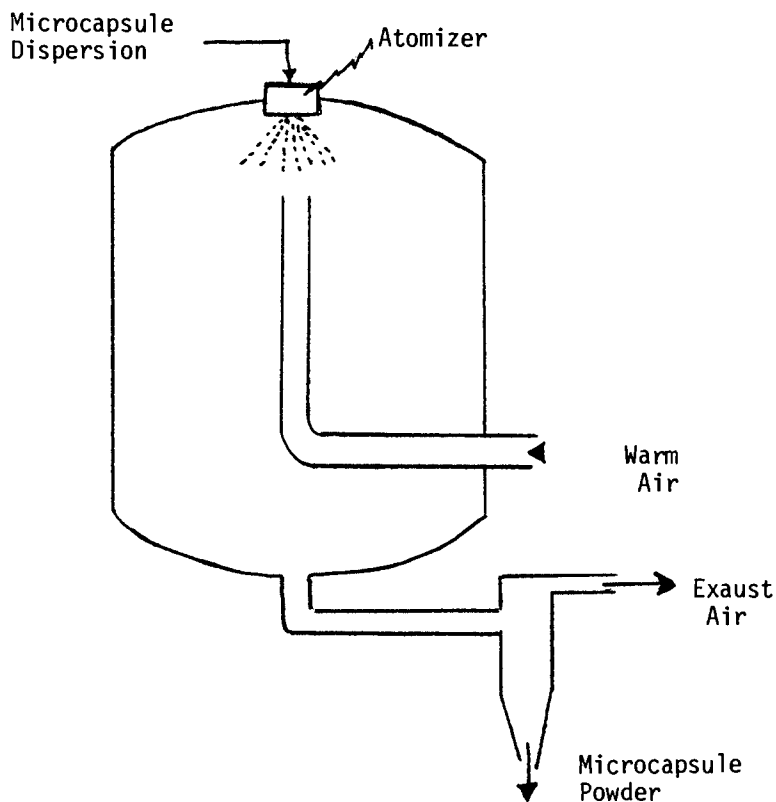 Microcapsule
Dispersion
Atomizer
Warm
Air
Exaust
Air
Microcapsule
Powder